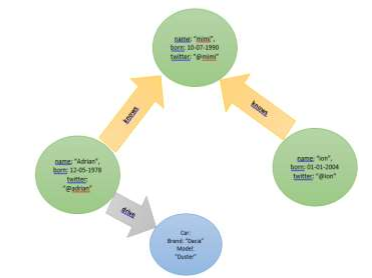 name: "mimi",
born: 10-07-1990
twitter: "@mimi"
knows
knows
name: "Adrian",
born: 12-05-1978
twitter:
"@adrian"
name: "ion",
born: 01-01-2004
twitter: "@ion"
drive
Car:
Brand: "Dacia"
Model:
"Duster"